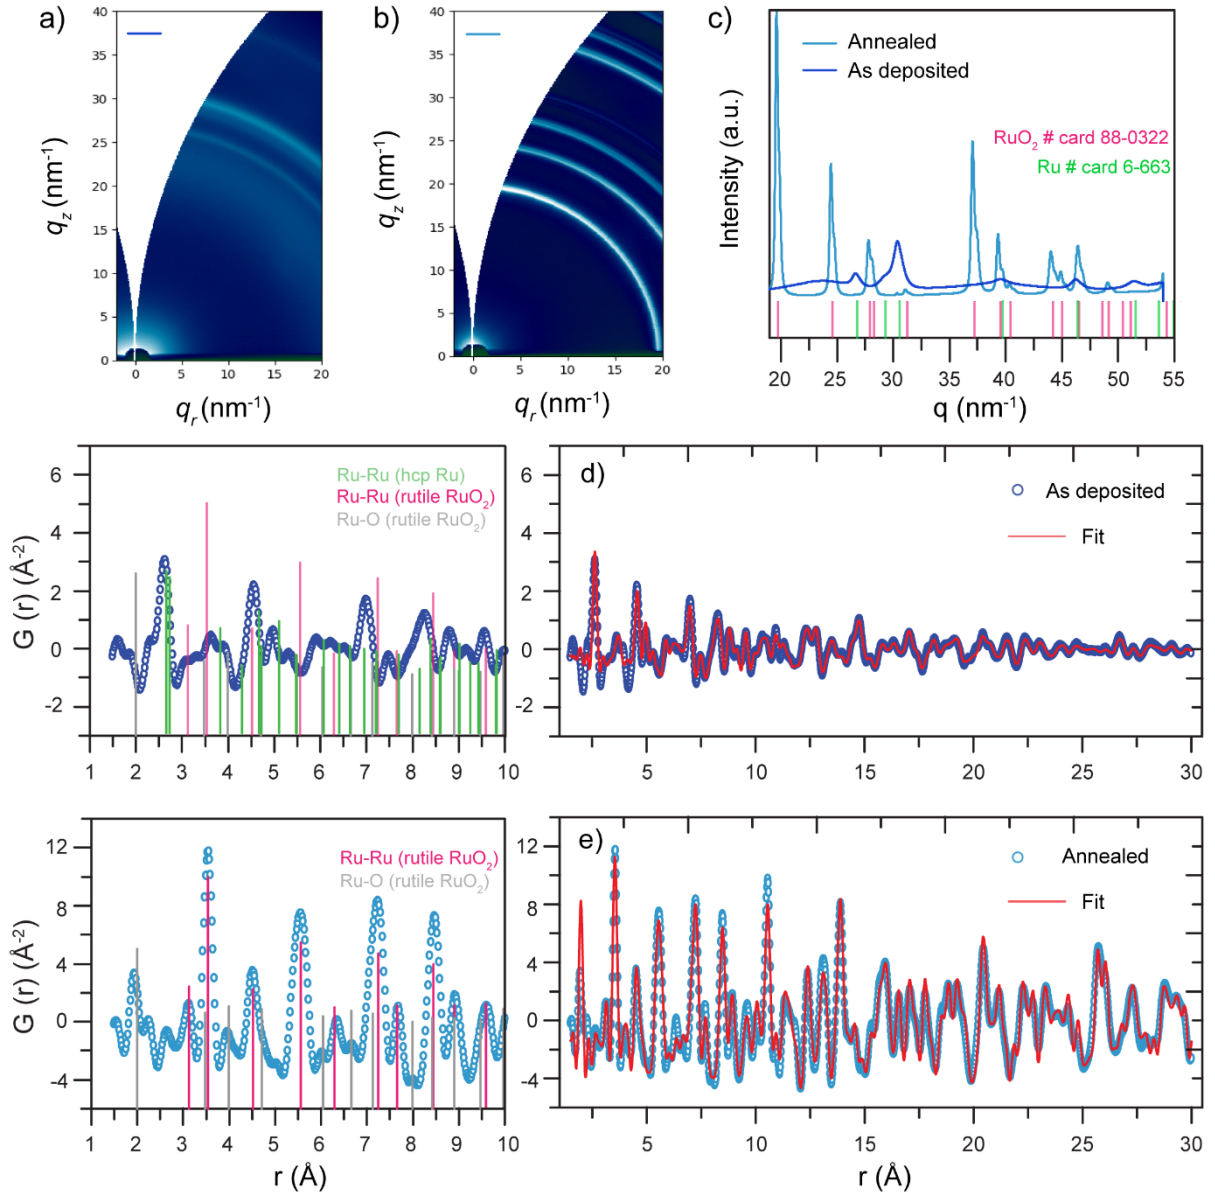 a)
40
35
30
25
20
15
10
5
0
0
5
10
15
20
q_z (nm⁻¹)
q_r (nm⁻¹)
b)
40
35
30
25
20
15
10
5
0
0
5
10
15
20
q_z (nm⁻¹)
q_r (nm⁻¹)
c)
Annealed
As deposited
RuO₂ # card 88-0322
Ru # card 6-663
Intensity (a.u.)
20 25 30 35 40 45 50 55
q (nm⁻¹)
Ru-Ru (hcp Ru)
Ru-Ru (rutile RuO₂)
Ru-O (rutile RuO₂)
G (r) (Å⁻²)
6
4
2
0
-2
1 2 3 4 5 6 7 8 9 10
d)
As deposited
Fit
6
4
2
0
-2
5 10 15 20 25 30
Ru-Ru (rutile RuO₂)
Ru-O (rutile RuO₂)
G (r) (Å⁻²)
12
8
4
0
-4
1 2 3 4 5 6 7 8 9 10
r (Å)
e)
Annealed
Fit
12
8
4
0
-4
5 10 15 20 25 30
r (Å)